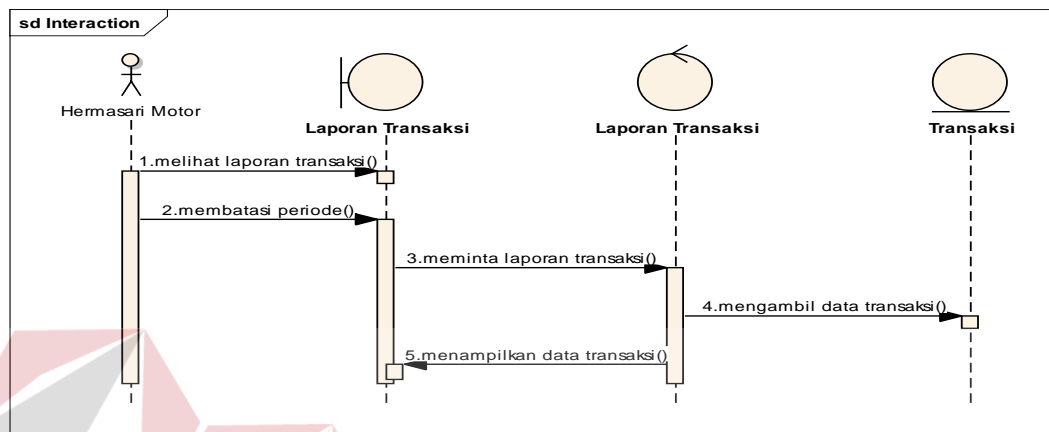 sd Interaction
Hermasari Motor
Laporan Transaksi
Laporan Transaksi
Transaksi
1.melihat laporan transaksi()
2.membatasi periode()
3.meminta laporan transaksi()
4.mengambil data transaksi()
5.menampilkan data transaksi()